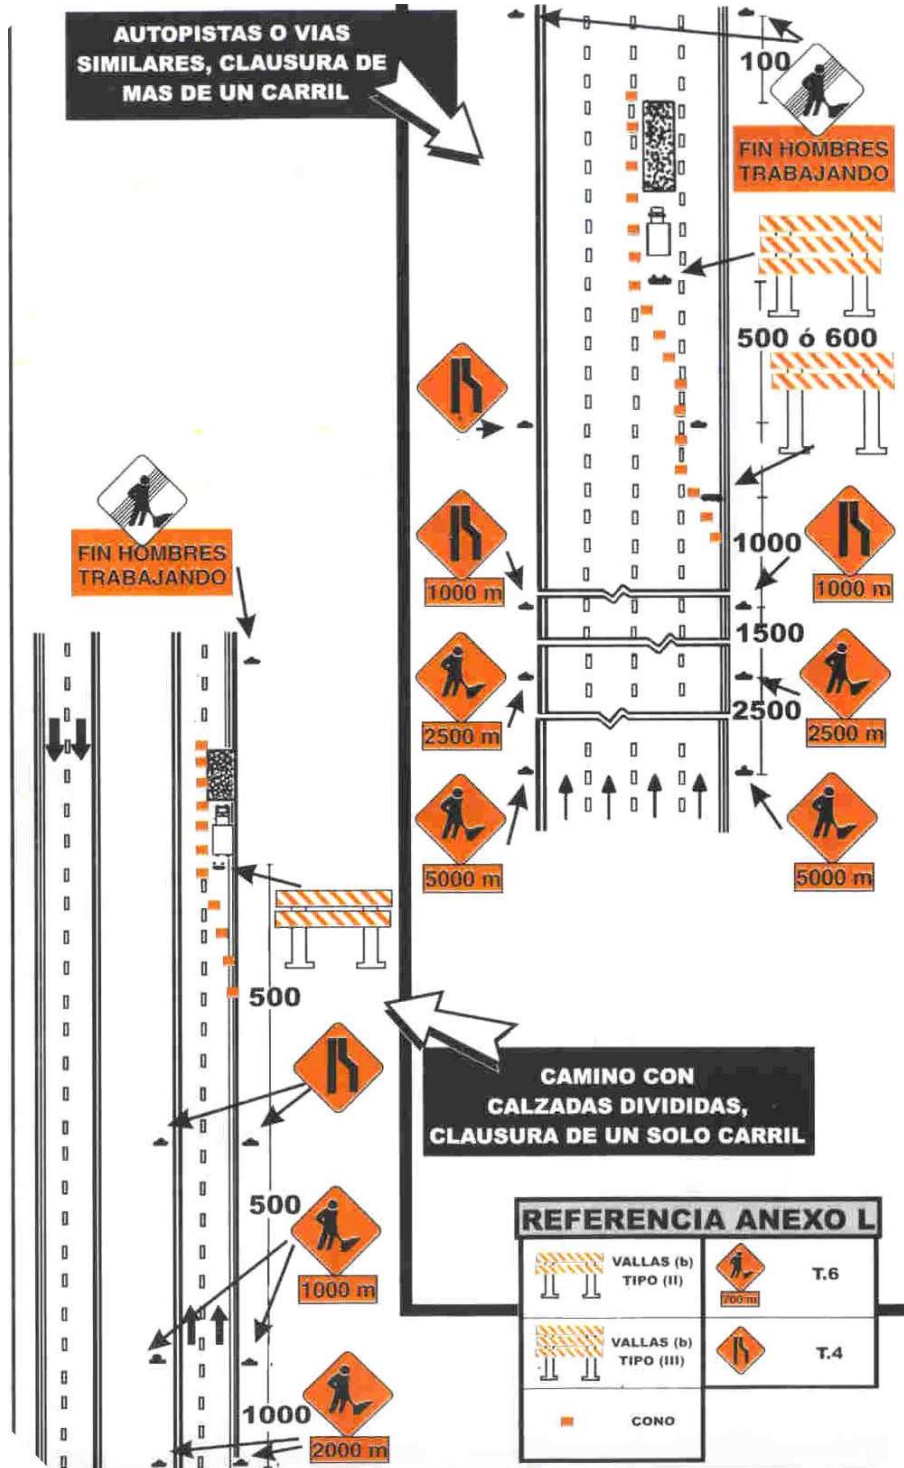 AUTOPISTAS O VIAS
SIMILARES, CLAUSURA DE
MAS DE UN CARRIL
100
FIN HOMBRES
TRABAJANDO
500 ó 600
1000
1000 m
1000 m
1500
2500 m
2500 m
2500
5000 m
5000 m
FIN HOMBRES
TRABAJANDO
500
500
1000 m
1000
2000 m
CAMINO CON
CALZADAS DIVIDIDAS,
CLAUSURA DE UN SOLO CARRIL
REFERENCIA ANEXO L
VALLAS (b)
TIPO (II)
700 m
T.6
VALLAS (b)
TIPO (III)
T.4
CONO